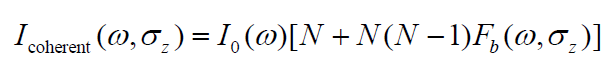 I_coherent(ω,σ_z) = I_0(ω)[N + N(N − 1)F_b(ω,σ_z)]